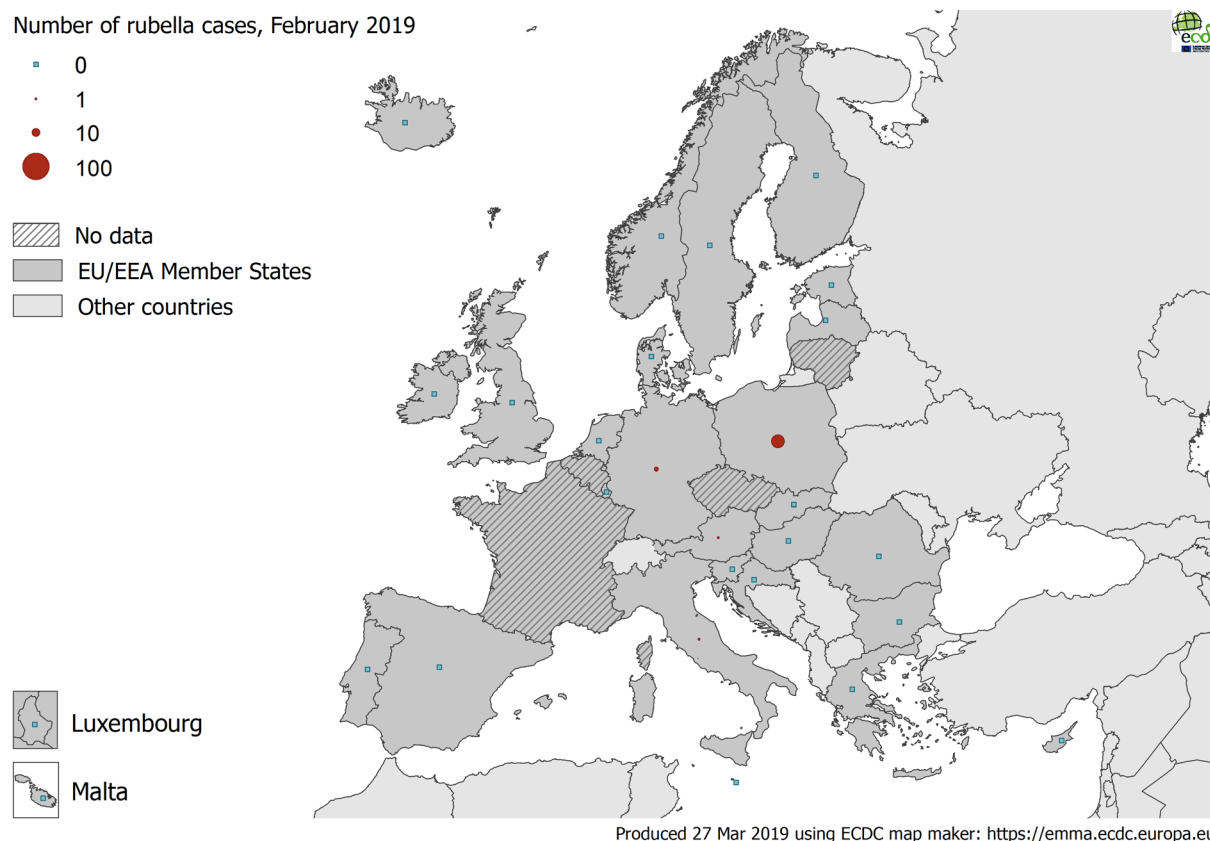 Number of rubella cases, February 2019
0
1
10
100
No data
EU/EEA Member States
Other countries
Luxembourg
Malta
Produced 27 Mar 2019 using ECDC map maker: https://emma.ecdc.europa.eu